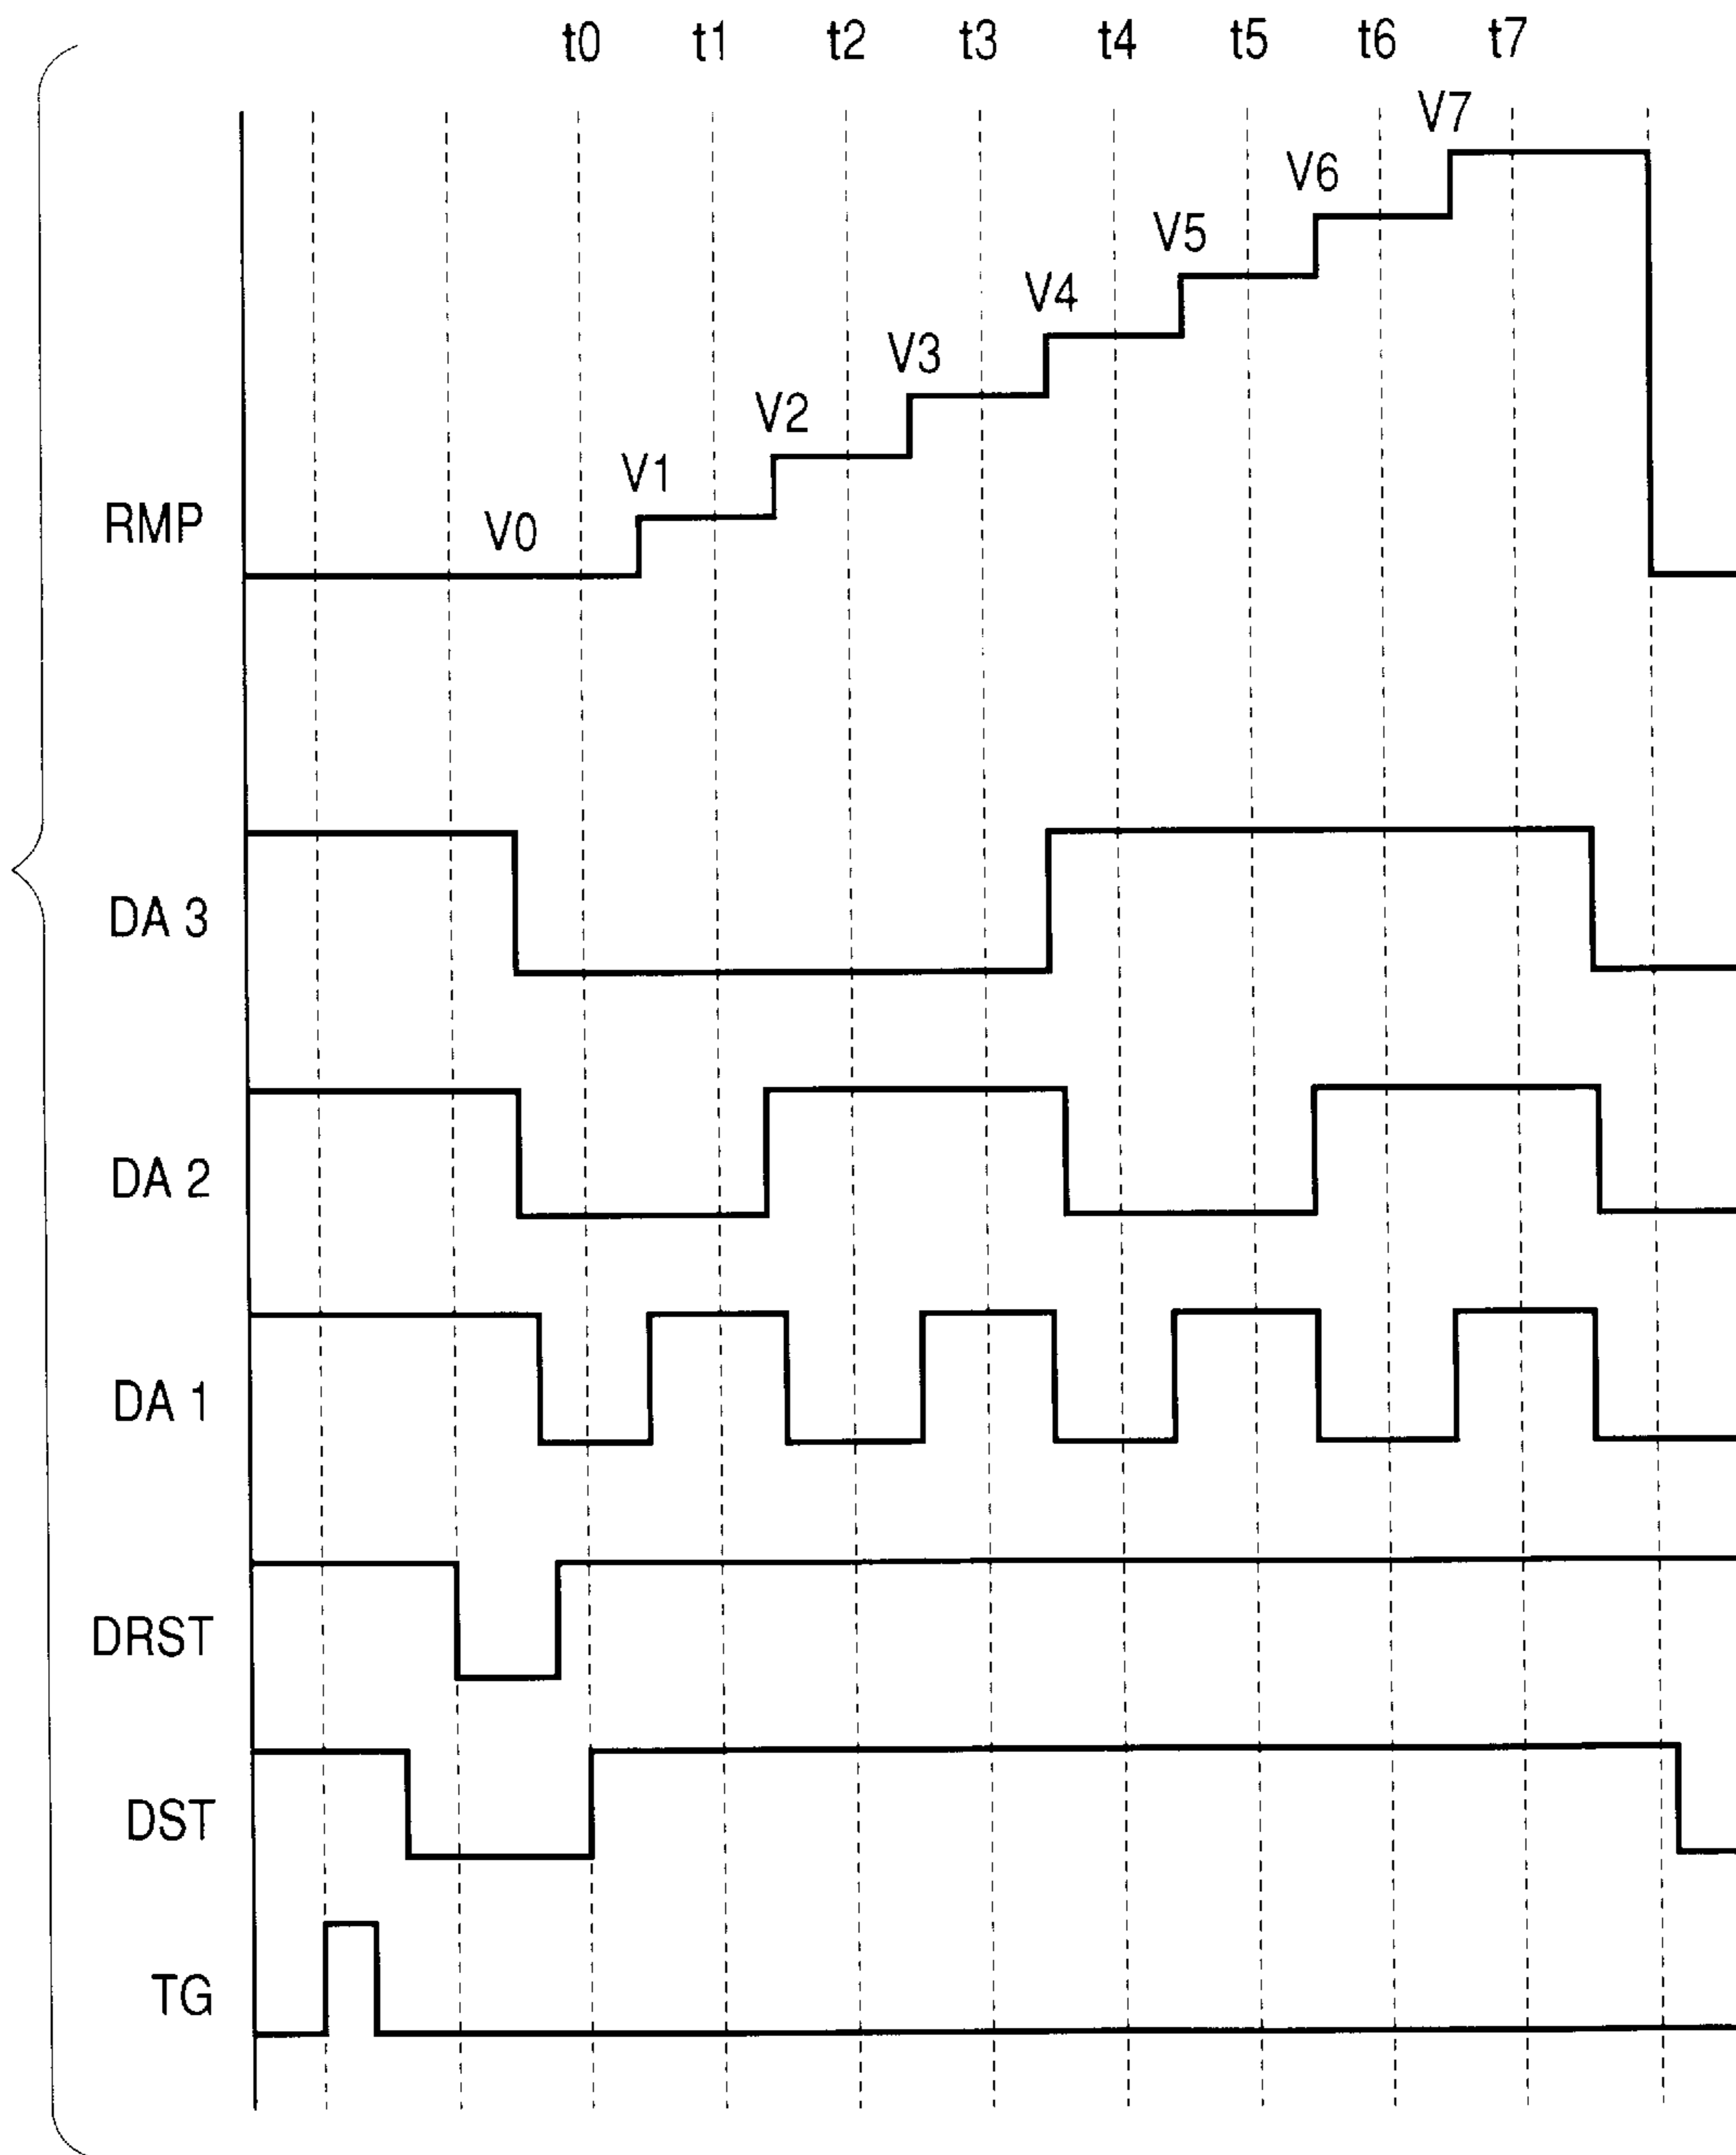 t0 t1 t2 t3 t4 t5 t6 t7
V7
V6
V5
V4
V3
V2
V1
RMP V0
DA 3
DA 2
DA 1
DRST
DST
TG